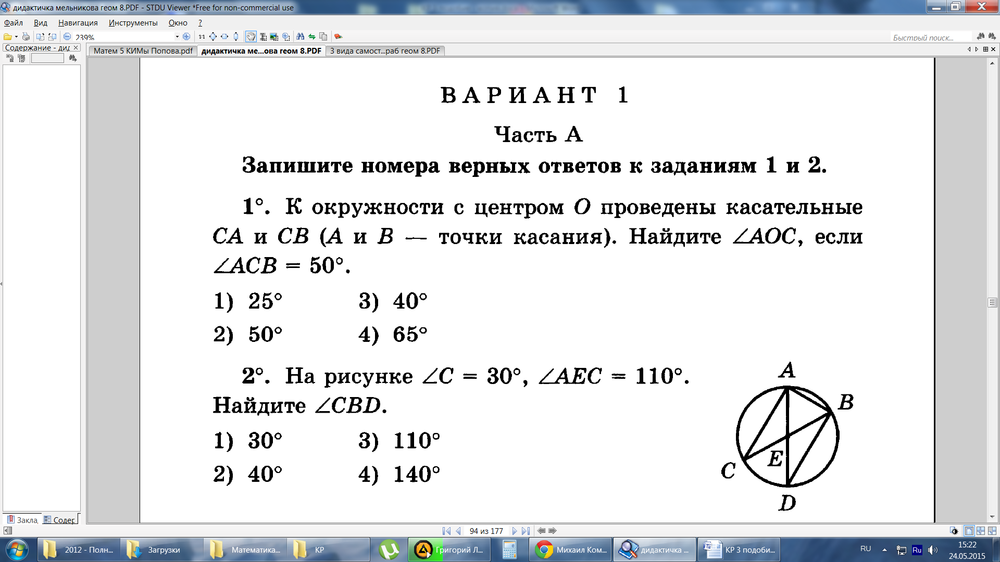 дидактичка мельникова геом 8.PDF - STDU Viewer *Free for non-commercial use
Файл Вид Навигация Инструменты Окно ?
239%
1:1
Быстрый поиск...
Содержание - дид
Матем 5 КИМы Попова.pdf
дидактичка ме...ова геом 8.PDF
3 вида самост...раб геом 8.PDF
ВАРИАНТ 1
Часть А
Запишите номера верных ответов к заданиям 1 и 2.
1°. К окружности с центром O проведены касательные
CA и CB (A и B — точки касания). Найдите ∠AOC, если
∠ACB = 50°.
1) 25° 3) 40°
2) 50° 4) 65°
2°. На рисунке ∠C = 30°, ∠AEC = 110°.
Найдите ∠CBD.
1) 30° 3) 110°
2) 40° 4) 140°
A
B
E
C
D
Закла,
Содер
94 из 177
2012 - Полн...
Загрузки
Математика...
КР
Григорий Л...
Михаил Ком...
дидактичка ...
КР 3 подоби...
RU
Ru
15:22
24.05.2015